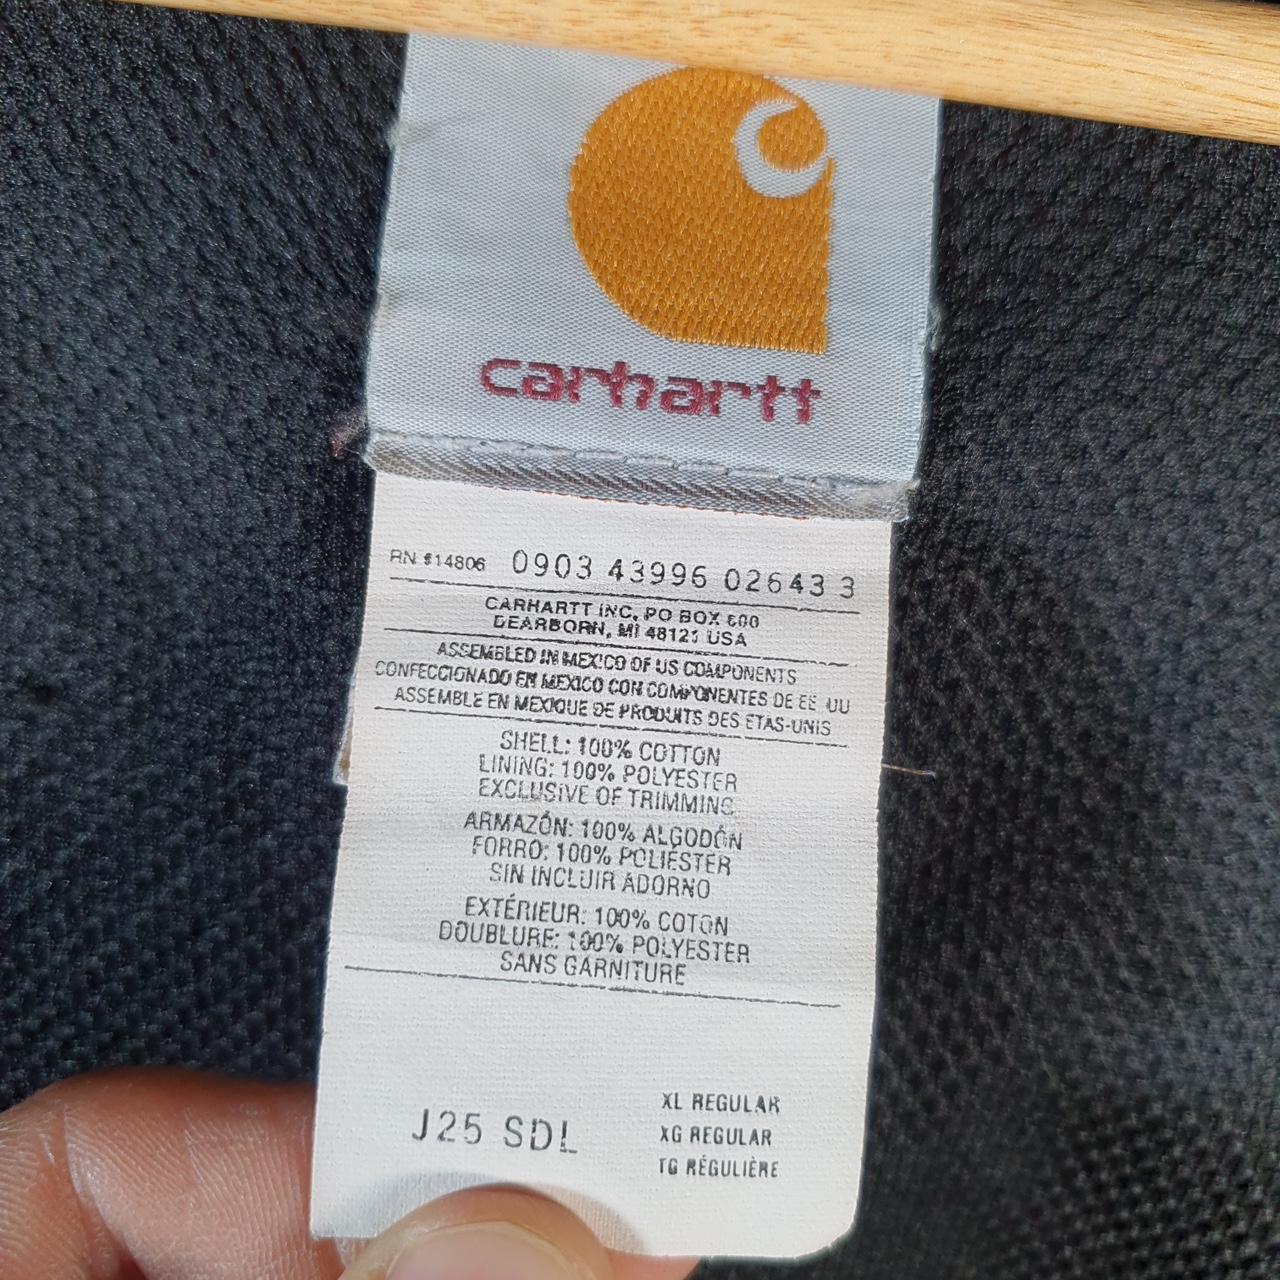 carhartt
RN #14806 0903 43996 02643 3
CARHARTT INC, PO BOX 600
DEARBORN, MI 48121 USA
ASSEMBLED IN MEXICO OF US COMPONENTS
CONFECCIONADO EN MEXICO CON COMPONENTES DE EE UU
ASSEMBLE EN MEXIQUE DE PRODUITS DES ETAS-UNIS
SHELL: 100% COTTON
LINING: 100% POLYESTER
EXCLUSIVE OF TRIMMING
ARMAZÓN: 100% ALGODÓN
FORRO: 100% POLIÉSTER
SIN INCLUIR ADORNO
EXTÉRIEUR: 100% COTON
DOUBLURE: 100% POLYESTER
SANS GARNITURE
J25 SDL
XL REGULAR
XG REGULAR
TG RÉGULIÈRE